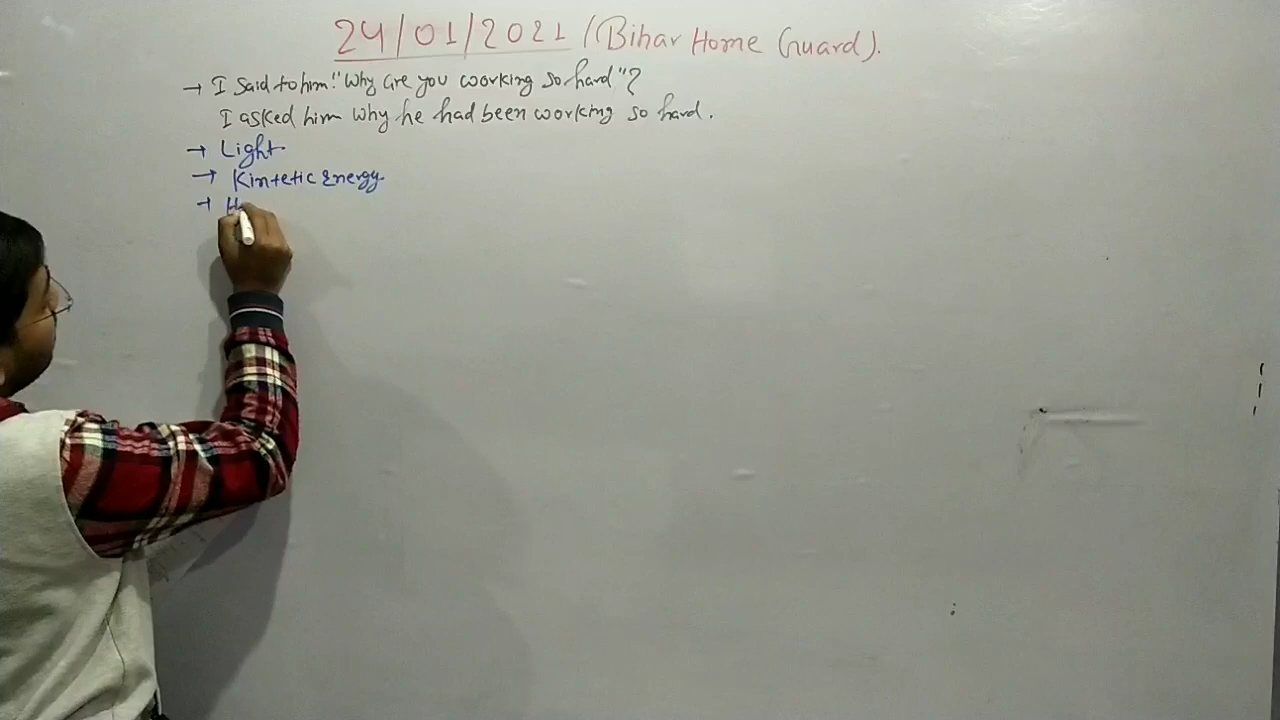 24/01/2021 (Bihar Home Guard).
→ I said to him "Why are you working so hard"?
I asked him why he had been working so hard.
→ Light
→ Kintetic Energy
→ H